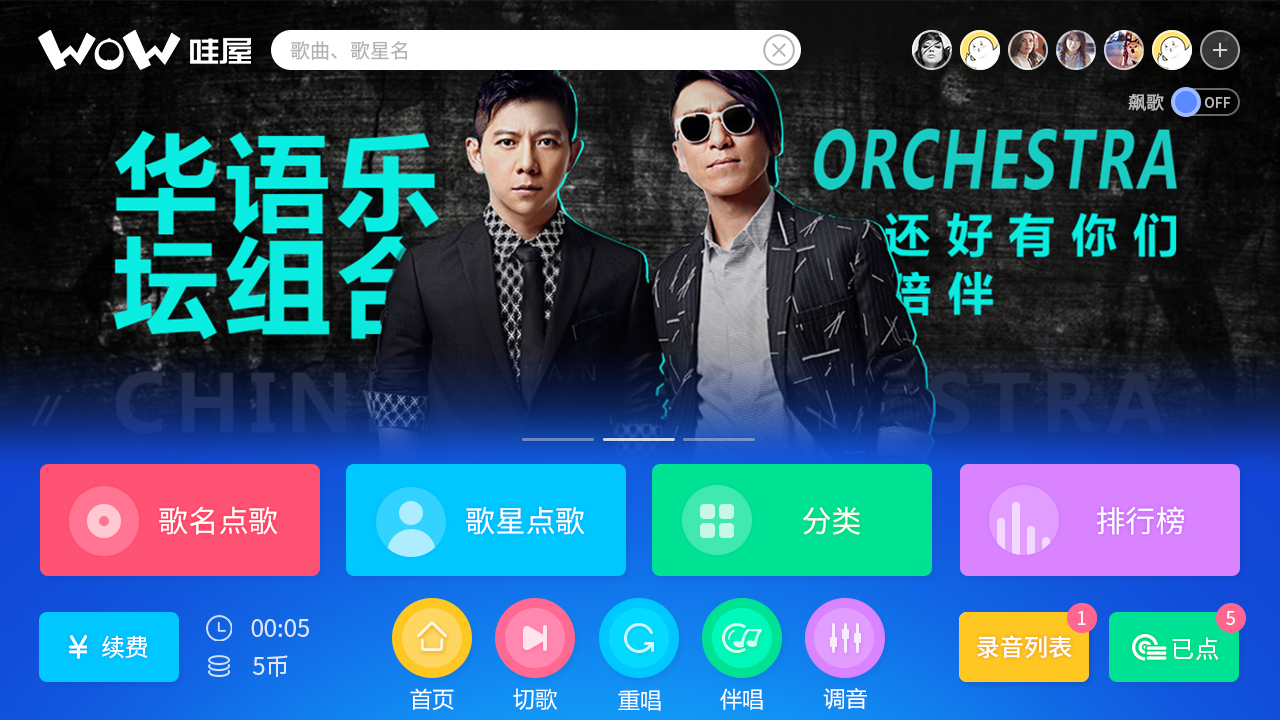 WOW 哇屋
歌曲、歌星名
飙歌 OFF
华语乐
坛组合
ORCHESTRA
还好有你们
陪伴
歌名点歌
歌星点歌
分类
排行榜
¥ 续费
00:05
5币
首页
切歌
重唱
伴唱
调音
录音列表
1
已点
5